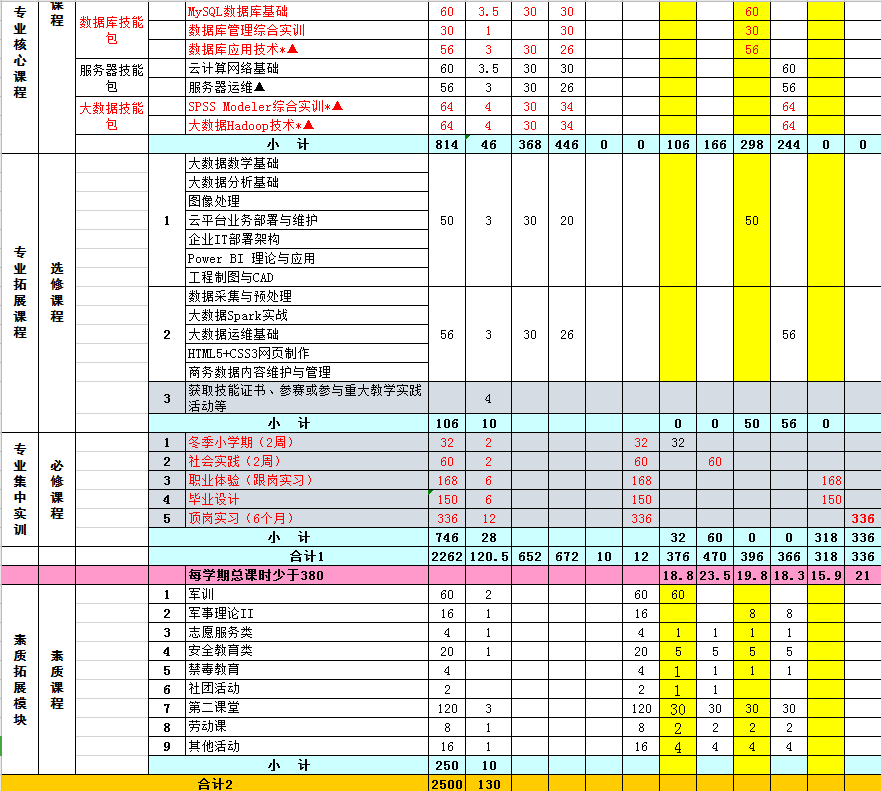 专业核心课程
课程
数据库技能包
MySQL数据库基础 60 3.5 30 30 60
数据库管理综合实训 30 1 30 30
数据库应用技术*▲ 56 3 30 26 56
服务器技能包
云计算网络基础 60 3.5 30 30 60
服务器运维▲ 56 3 30 26 56
大数据技能包
SPSS Modeler综合实训*▲ 64 4 30 34 64
大数据Hadoop技术*▲ 64 4 30 34 64
小 计 814 46 368 446 0 0 106 166 298 244 0 0
专业拓展课程
选修课程
1
大数据数学基础
大数据分析基础
图像处理
云平台业务部署与维护 50 3 30 20 50
企业IT部署架构
Power BI 理论与应用
工程制图与CAD
2
数据采集与预处理
大数据Spark实战
大数据运维基础 56 3 30 26 56
HTML5+CSS3网页制作
商务数据内容维护与管理
3 获取技能证书、参赛或参与重大教学实践
活动等 4
小 计 106 10 0 0 50 56 0
专业集中实训
必修课程
1 冬季小学期（2周） 32 2 32 32
2 社会实践（2周） 60 2 60 60
3 职业体验（跟岗实习） 168 6 168 168
4 毕业设计 150 6 150 150
5 顶岗实习（6个月） 336 12 336 336
小 计 746 28 32 60 0 0 318 336
合计1 2262 120.5 652 672 10 12 376 470 396 366 318 336
每学期总课时少于380 18.8 23.5 19.8 18.3 15.9 21
素质拓展模块
素质课程
1 军训 60 2 60 60
2 军事理论II 16 1 16 8 8
3 志愿服务类 4 1 4 1 1 1 1
4 安全教育类 20 1 20 5 5 5 5
5 禁毒教育 4 4 1 1 1 1
6 社团活动 2 2 1 1
7 第二课堂 120 3 120 30 30 30 30
8 劳动课 8 1 8 2 2 2 2
9 其他活动 16 1 16 4 4 4 4
小 计 250 10
合计2 2500 130